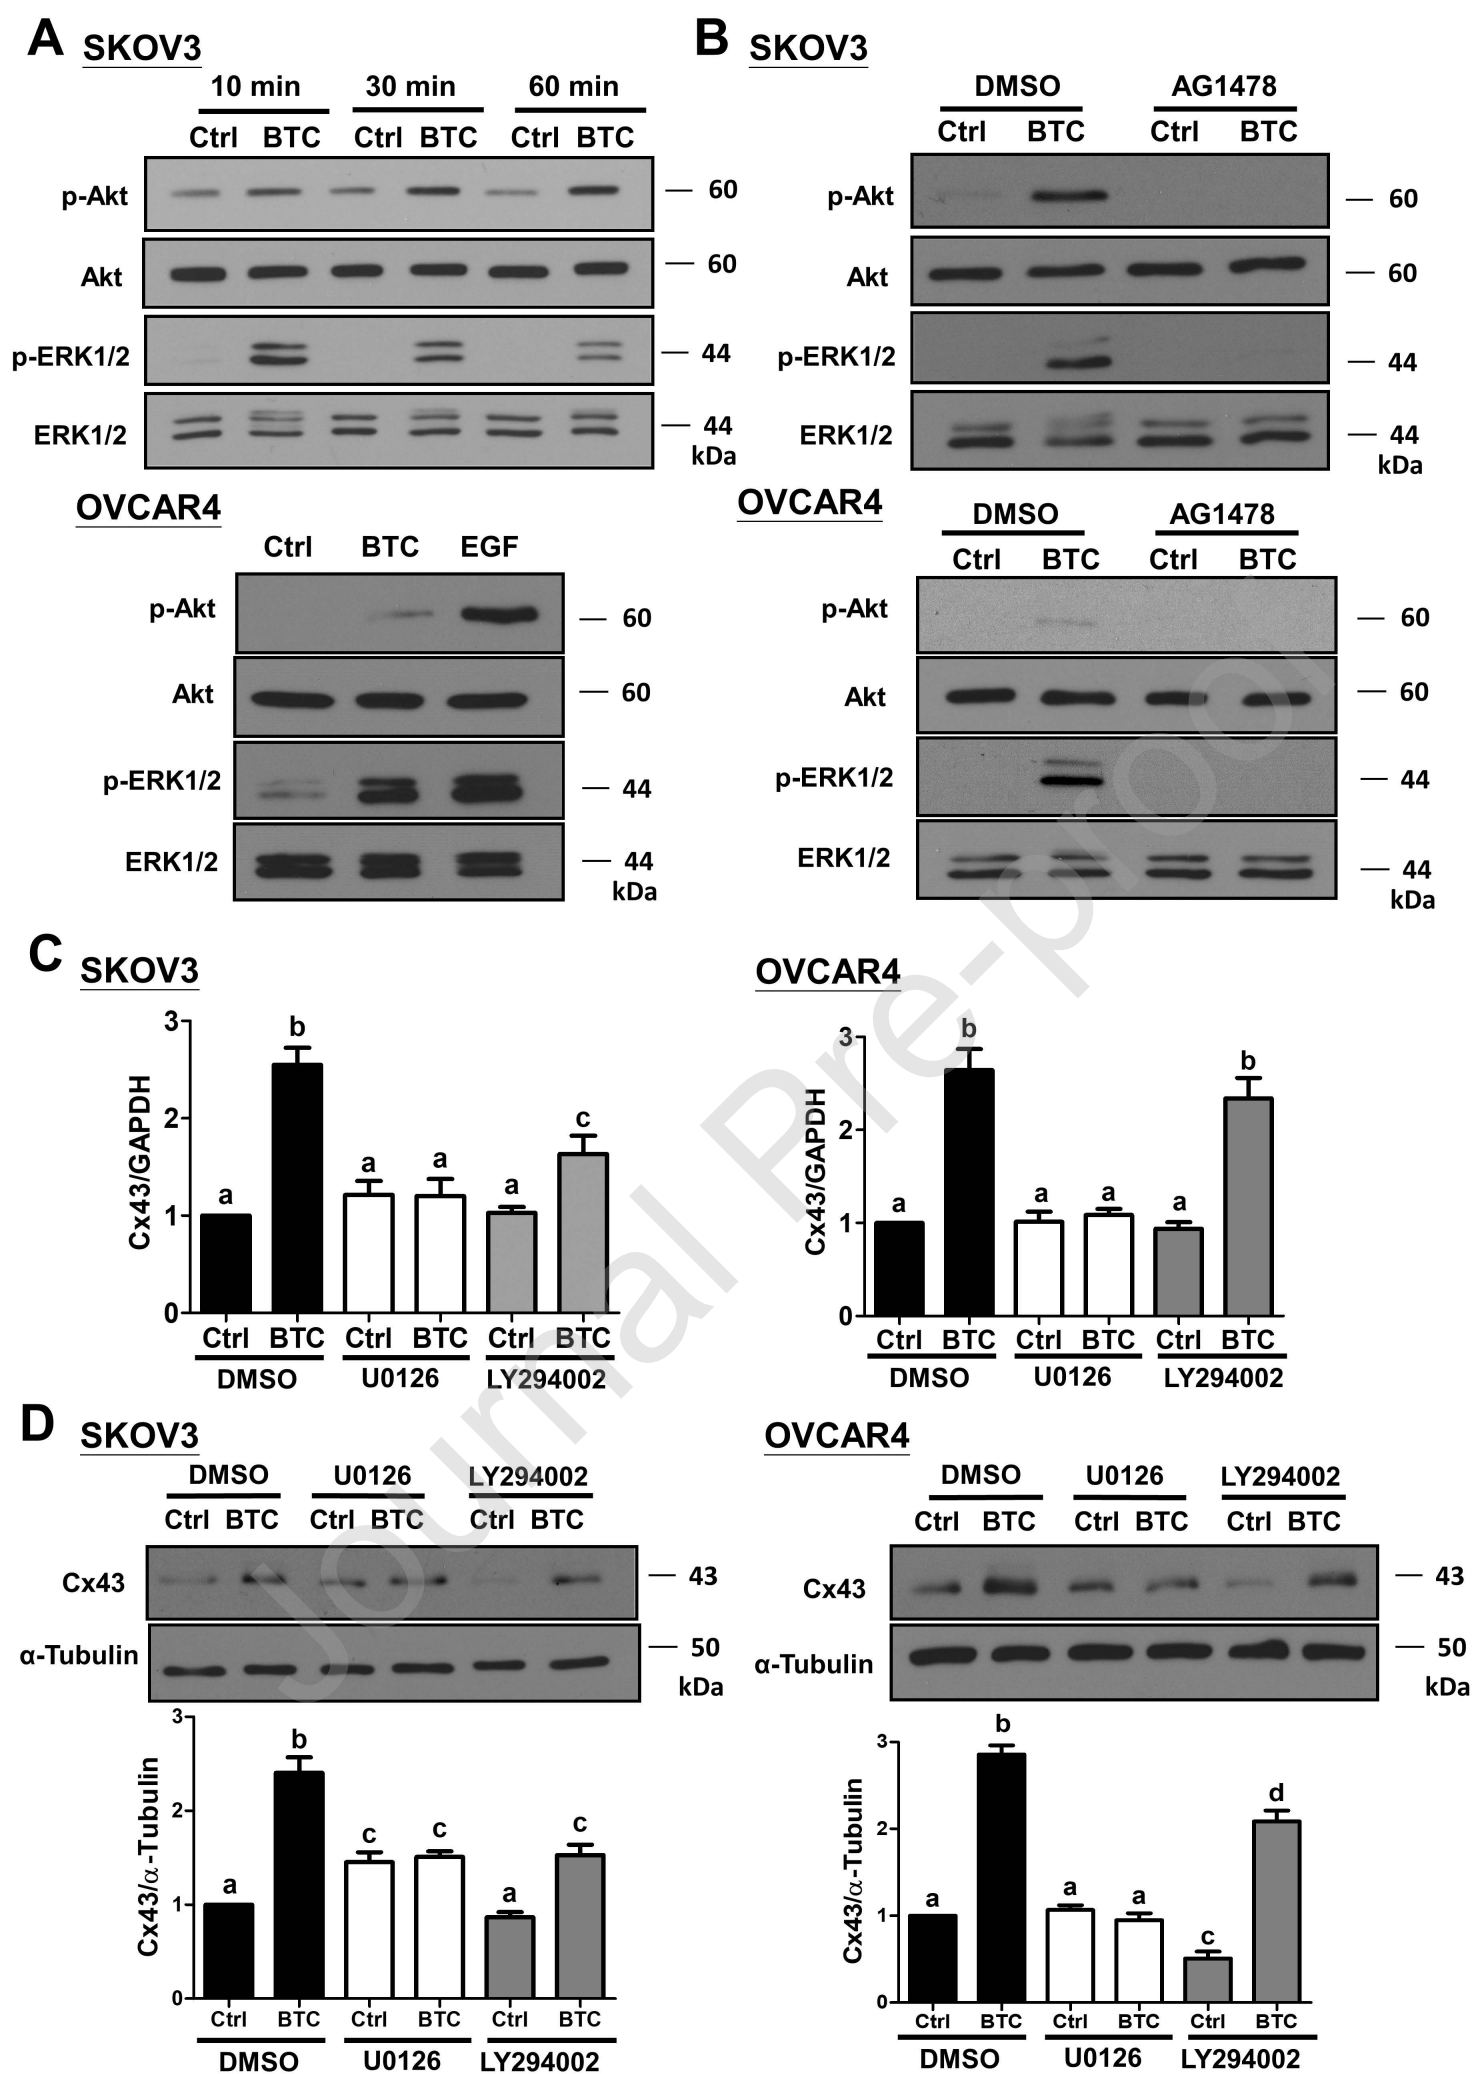 A SKOV3
10 min 30 min 60 min
Ctrl BTC Ctrl BTC Ctrl BTC
p-Akt — 60
Akt — 60
p-ERK1/2 — 44
ERK1/2 — 44
kDa
OVCAR4
Ctrl BTC EGF
p-Akt — 60
Akt — 60
p-ERK1/2 — 44
ERK1/2 — 44
kDa
B SKOV3
DMSO AG1478
Ctrl BTC Ctrl BTC
p-Akt — 60
Akt — 60
p-ERK1/2 — 44
ERK1/2 — 44
kDa
OVCAR4
DMSO AG1478
Ctrl BTC Ctrl BTC
p-Akt — 60
Akt — 60
p-ERK1/2 — 44
ERK1/2 — 44
kDa
C SKOV3
Cx43/GAPDH
3
2
1
0
a b a a a c
Ctrl BTC Ctrl BTC Ctrl BTC
DMSO U0126 LY294002
OVCAR4
Cx43/GAPDH
3
2
1
0
a b a a a b
Ctrl BTC Ctrl BTC Ctrl BTC
DMSO U0126 LY294002
D SKOV3
DMSO U0126 LY294002
Ctrl BTC Ctrl BTC Ctrl BTC
Cx43 — 43
α-Tubulin — 50
kDa
Cx43/α-Tubulin
3
2
1
0
a b c c a c
Ctrl BTC Ctrl BTC Ctrl BTC
DMSO U0126 LY294002
OVCAR4
DMSO U0126 LY294002
Ctrl BTC Ctrl BTC Ctrl BTC
Cx43 — 43
α-Tubulin — 50
kDa
Cx43/α-Tubulin
3
2
1
0
a b a a c d
Ctrl BTC Ctrl BTC Ctrl BTC
DMSO U0126 LY294002
Journal Pre-proof